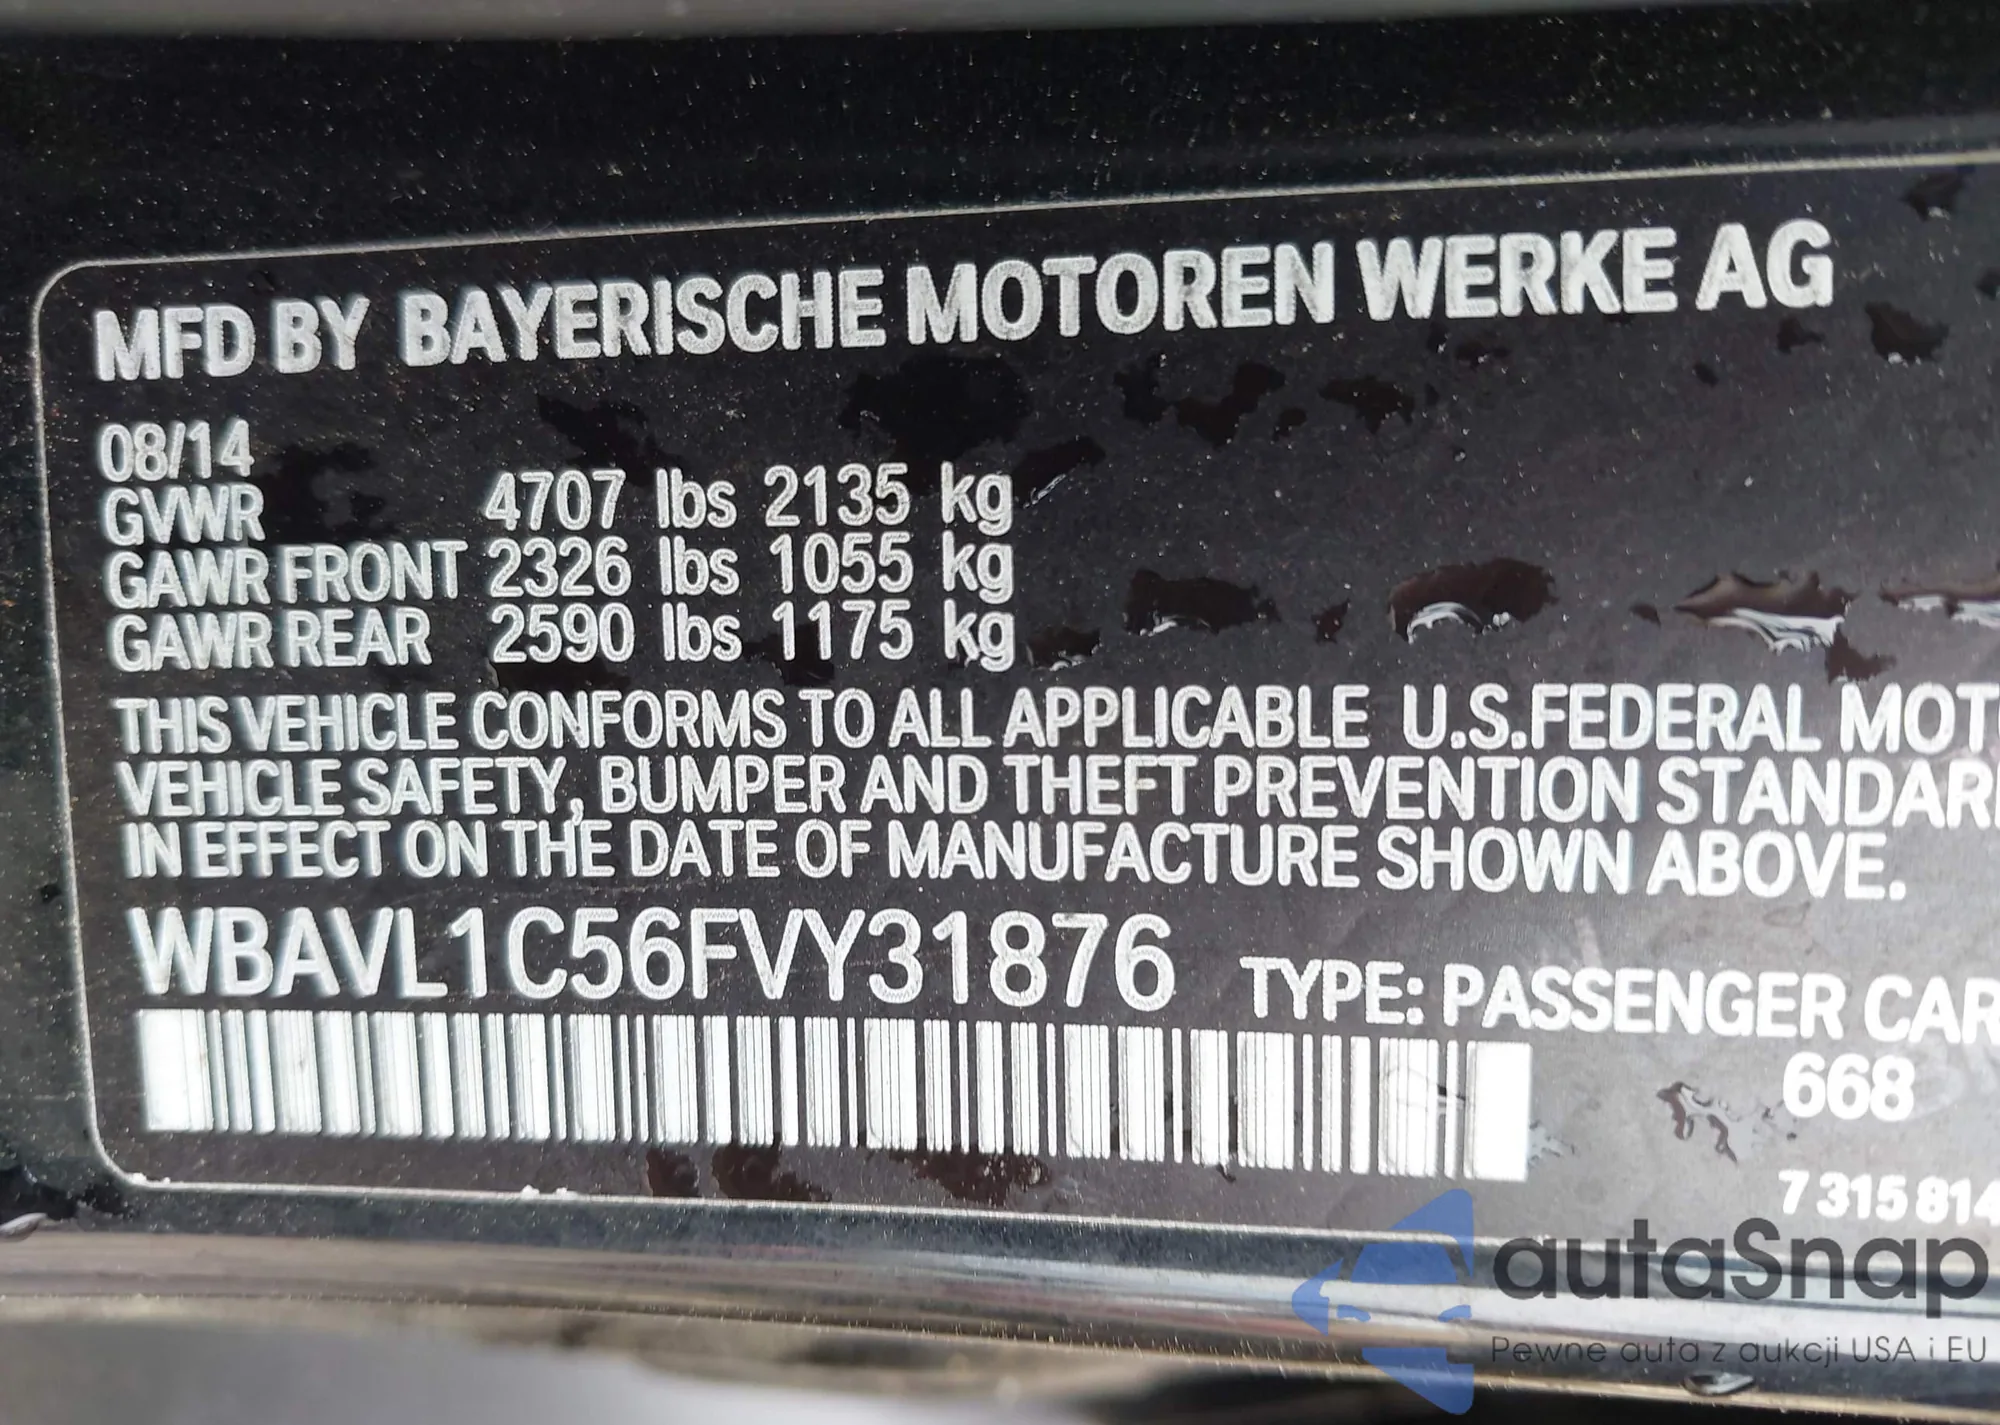 MFD BY BAYERISCHE MOTOREN WERKE AG
08/14
GVWR 4707 lbs 2135 kg
GAWR FRONT 2326 lbs 1055 kg
GAWR REAR 2590 lbs 1175 kg
THIS VEHICLE CONFORMS TO ALL APPLICABLE U.S.FEDERAL MOT
VEHICLE SAFETY, BUMPER AND THEFT PREVENTION STANDAR
IN EFFECT ON THE DATE OF MANUFACTURE SHOWN ABOVE.
WBAVL1C56FVY31876
TYPE: PASSENGER CAR
668
7 315 814
autaSnap
Pewne auta z aukcji USA i EU